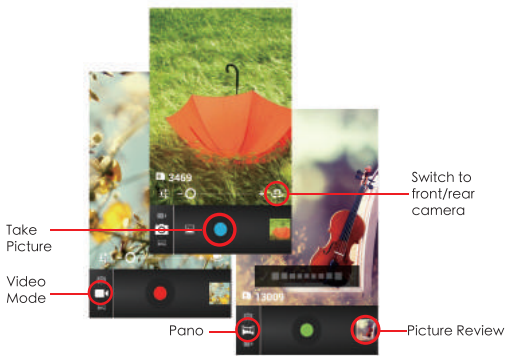 3469
Switch to
front/rear
camera
Take
Picture
Video
Mode
13009
Pano
Picture Review